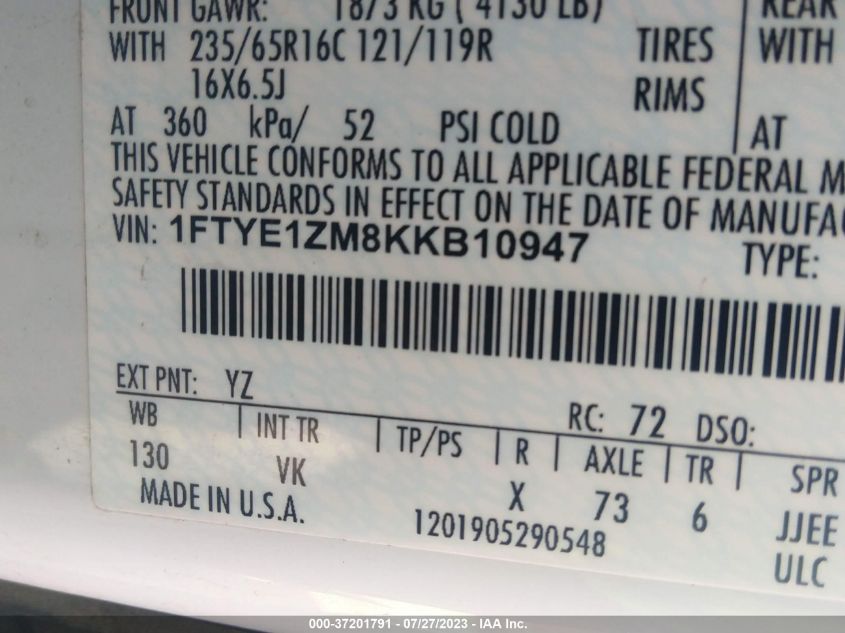 FRONT GAWR: 1873 KG ( 4130 LB) REAR
WITH 235/65R16C 121/119R TIRES WITH
16X6.5J RIMS
AT 360 kPa/ 52 PSI COLD AT
THIS VEHICLE CONFORMS TO ALL APPLICABLE FEDERAL M
SAFETY STANDARDS IN EFFECT ON THE DATE OF MANUFA
VIN: 1FTYE1ZM8KKB10947 TYPE:
EXT PNT: YZ RC: 72 DSO:
WB INT TR TP/PS R AXLE TR SPR
130 VK X 73 6 JJEE
MADE IN U.S.A. 1201905290548 ULC
000-37201791 - 07/27/2023 - IAA Inc.